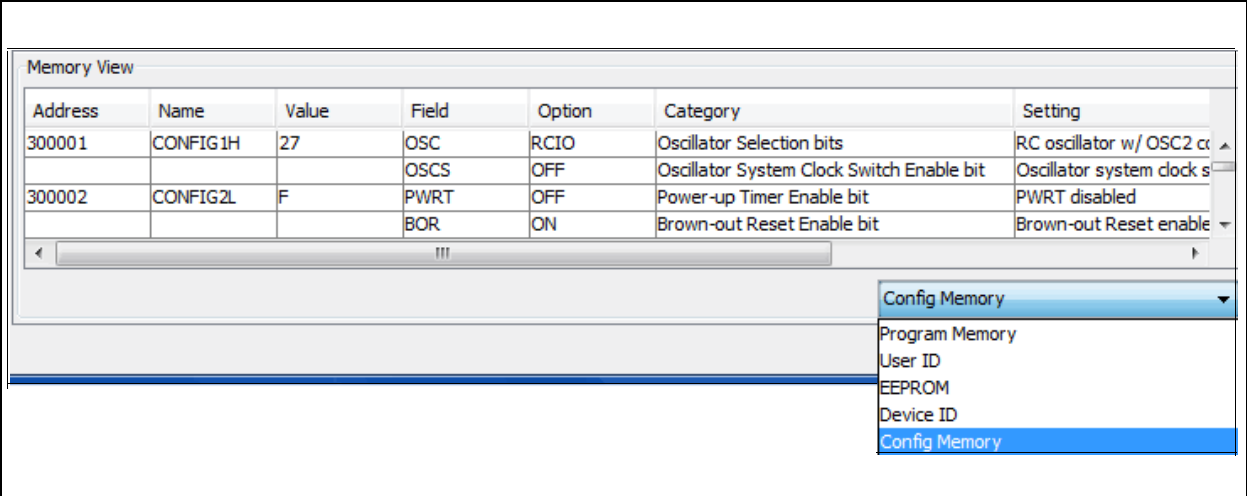 Memory View
Address Name Value Field Option Category Setting
300001 CONFIG1H 27 OSC RCIO Oscillator Selection bits RC oscillator w/ OSC2 co
OSCS OFF Oscillator System Clock Switch Enable bit Oscillator system clock s
300002 CONFIG2L F PWRT OFF Power-up Timer Enable bit PWRT disabled
BOR ON Brown-out Reset Enable bit Brown-out Reset enable
Config Memory
Program Memory
User ID
EEPROM
Device ID
Config Memory